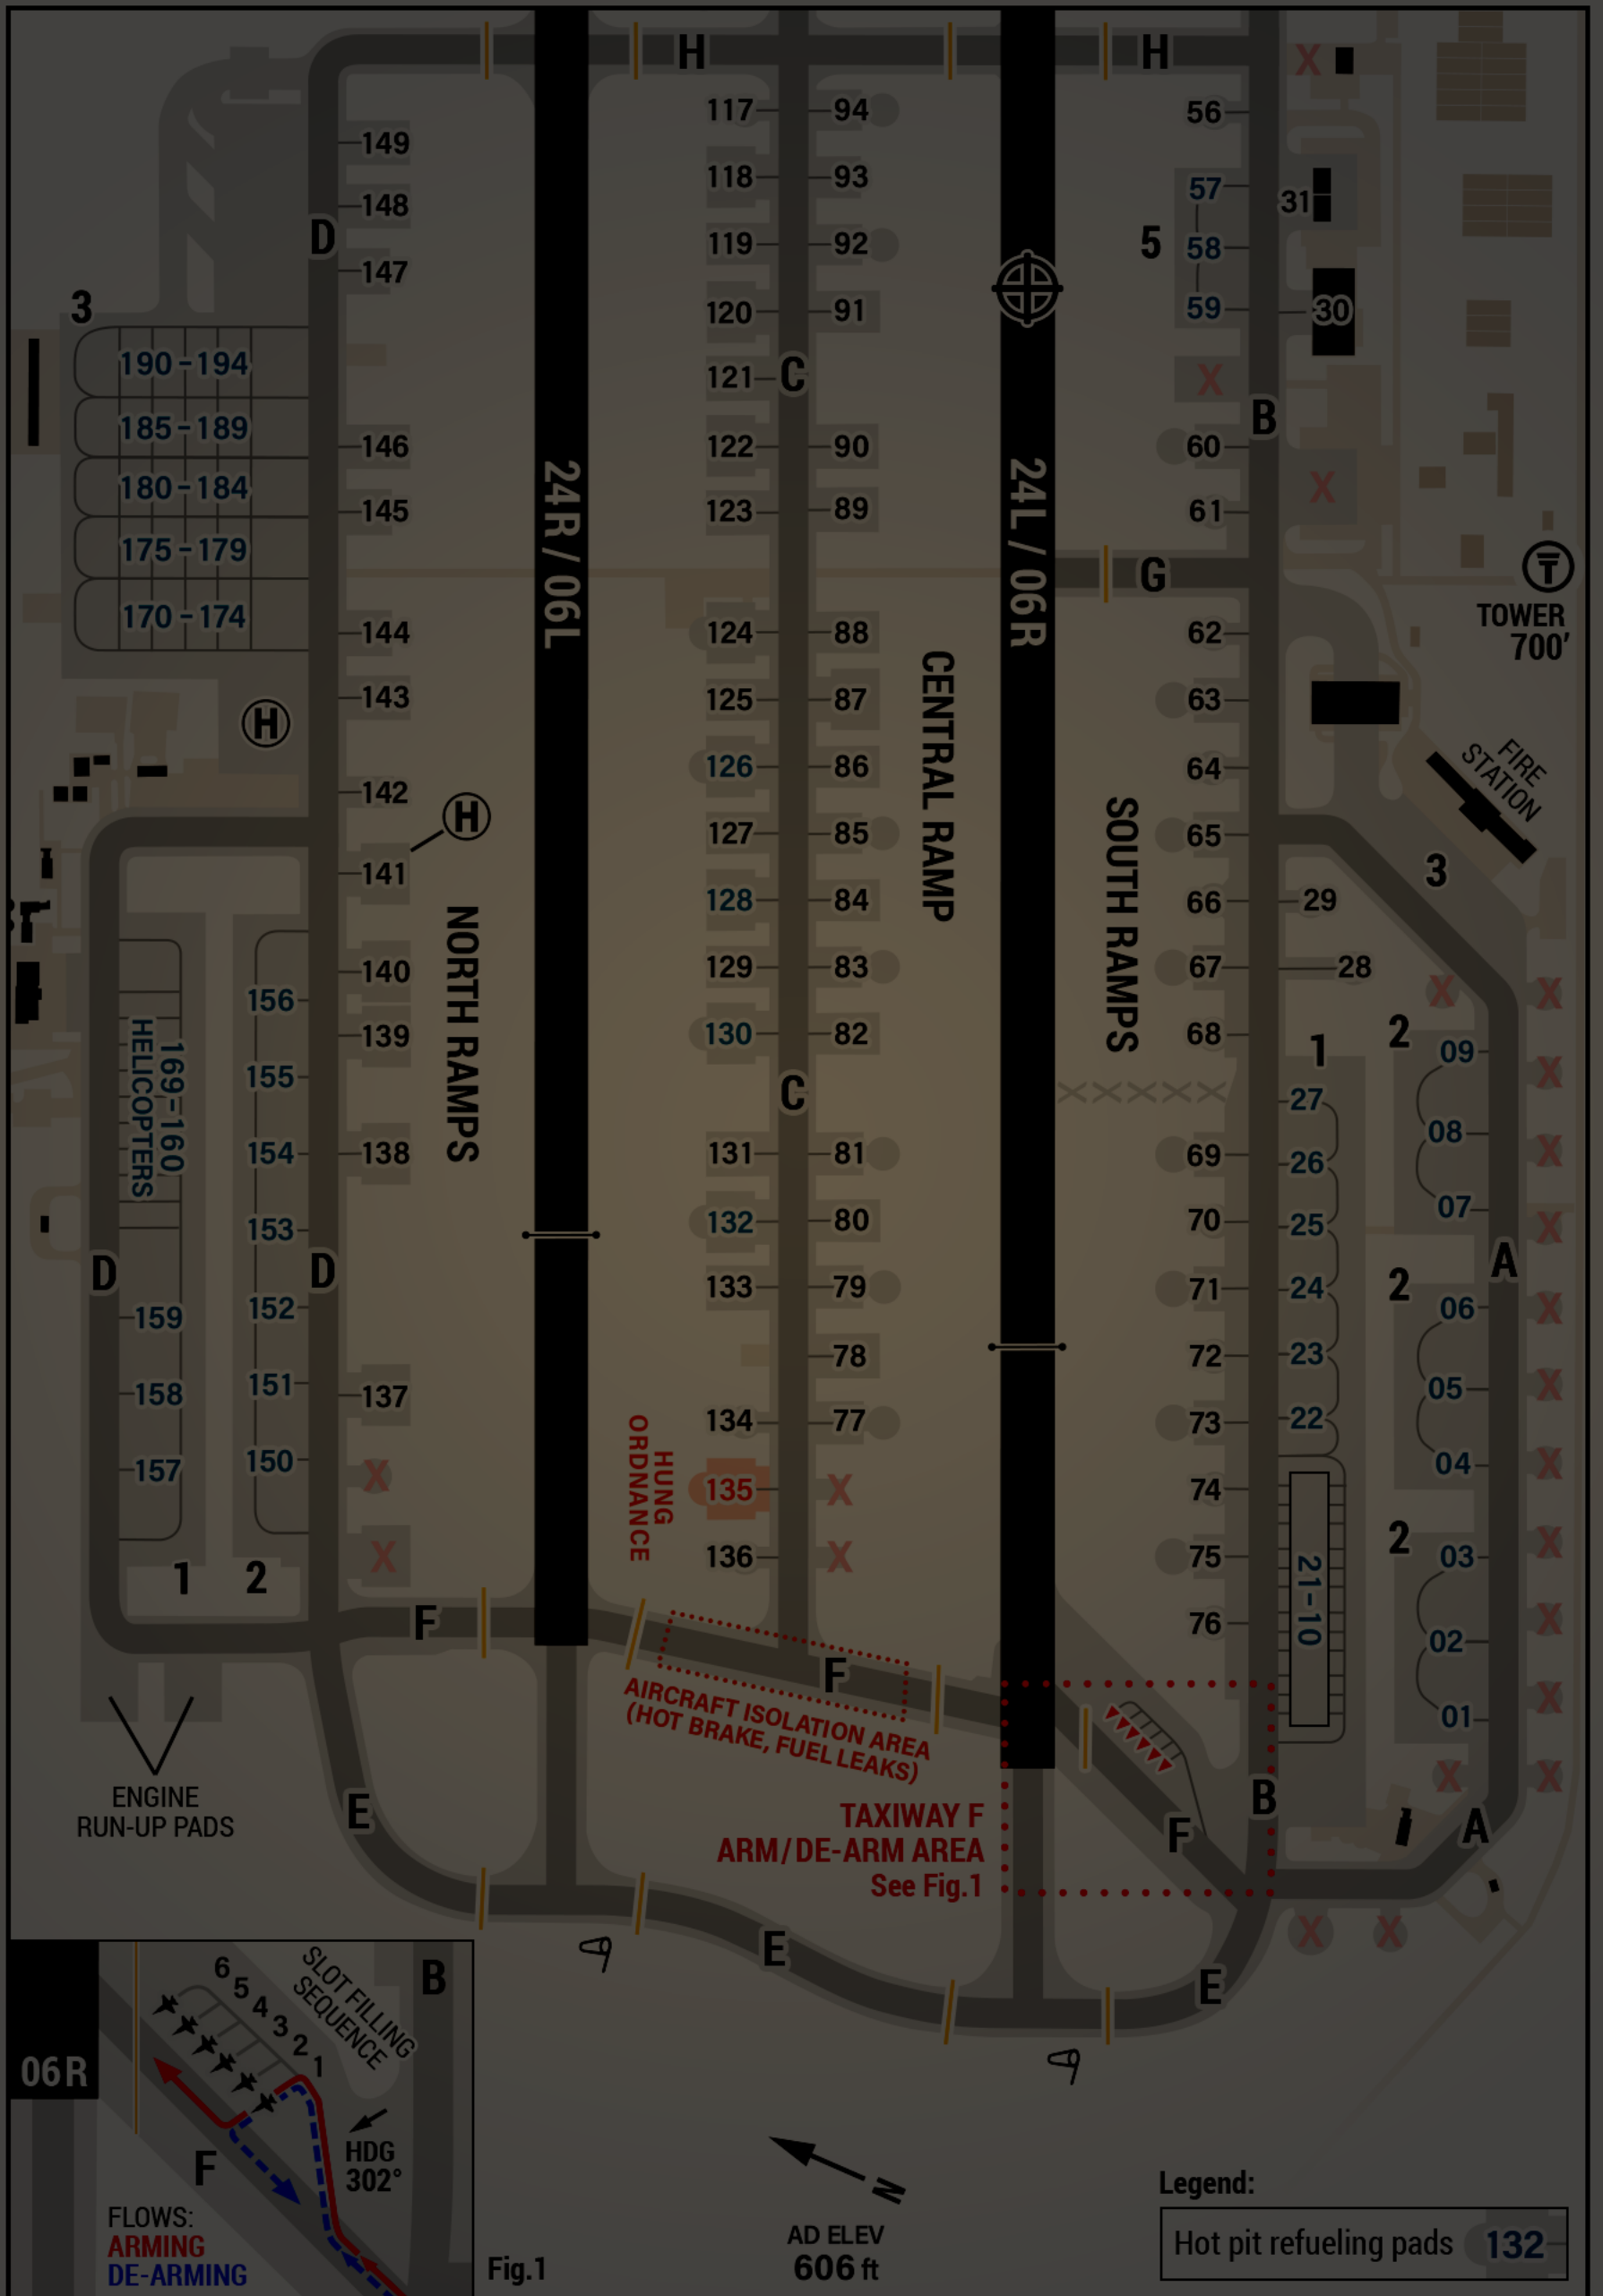 H
H
117
94
56
149
118
93
57
31
148
D
119
92
5
58
147
3
120
91
59
30
190-194
121
C
B
185-189
146
122
90
60
180-184
145
123
89
61
24R / 06L
24L / 06R
175-179
G
T
TOWER
700'
170-174
144
124
88
62
143
125
87
63
H
126
86
64
FIRE
STATION
142
H
127
85
65
141
3
128
84
66
29
CENTRAL RAMP
SOUTH RAMPS
NORTH RAMPS
140
129
83
67
28
X
X
156
139
130
82
68
1
2
09
169-160
HELICOPTERS
155
C
27
X
08
154
138
131
81
69
26
X
07
153
132
80
70
25
X
D
D
A
2
159
152
133
79
71
24
06
X
78
72
23
158
151
137
05
X
134
77
73
22
157
150
X
HUNG
ORDNANCE
135
X
74
04
X
X
136
X
75
2
03
X
1
2
21-10
F
76
02
X
F
AIRCRAFT ISOLATION AREA
(HOT BRAKE, FUEL LEAKS)
01
X
X
X
ENGINE
RUN-UP PADS
E
TAXIWAY F
ARM/DE-ARM AREA
See Fig.1
F
B
A
X
X
E
E
06R
6
5
4
3
2
1
SLOT FILLING
SEQUENCE
B
HDG
302°
F
FLOWS:
ARMING
DE-ARMING
Fig.1
N
AD ELEV
606 ft
Legend:
Hot pit refueling pads 132
X
X
X